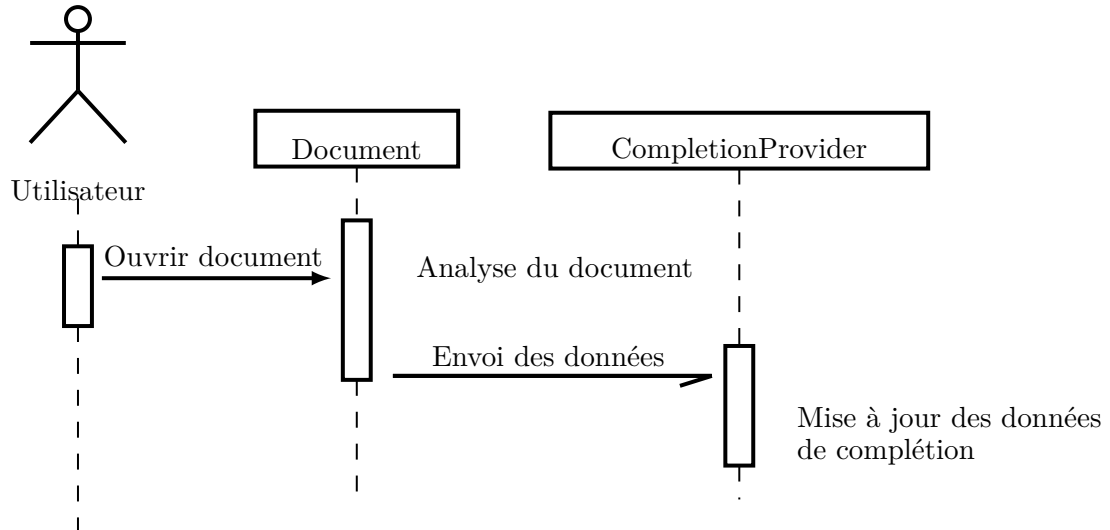 Document
CompletionProvider
Utilisateur
Ouvrir document
Analyse du document
Envoi des données
Mise à jour des données
de complétion